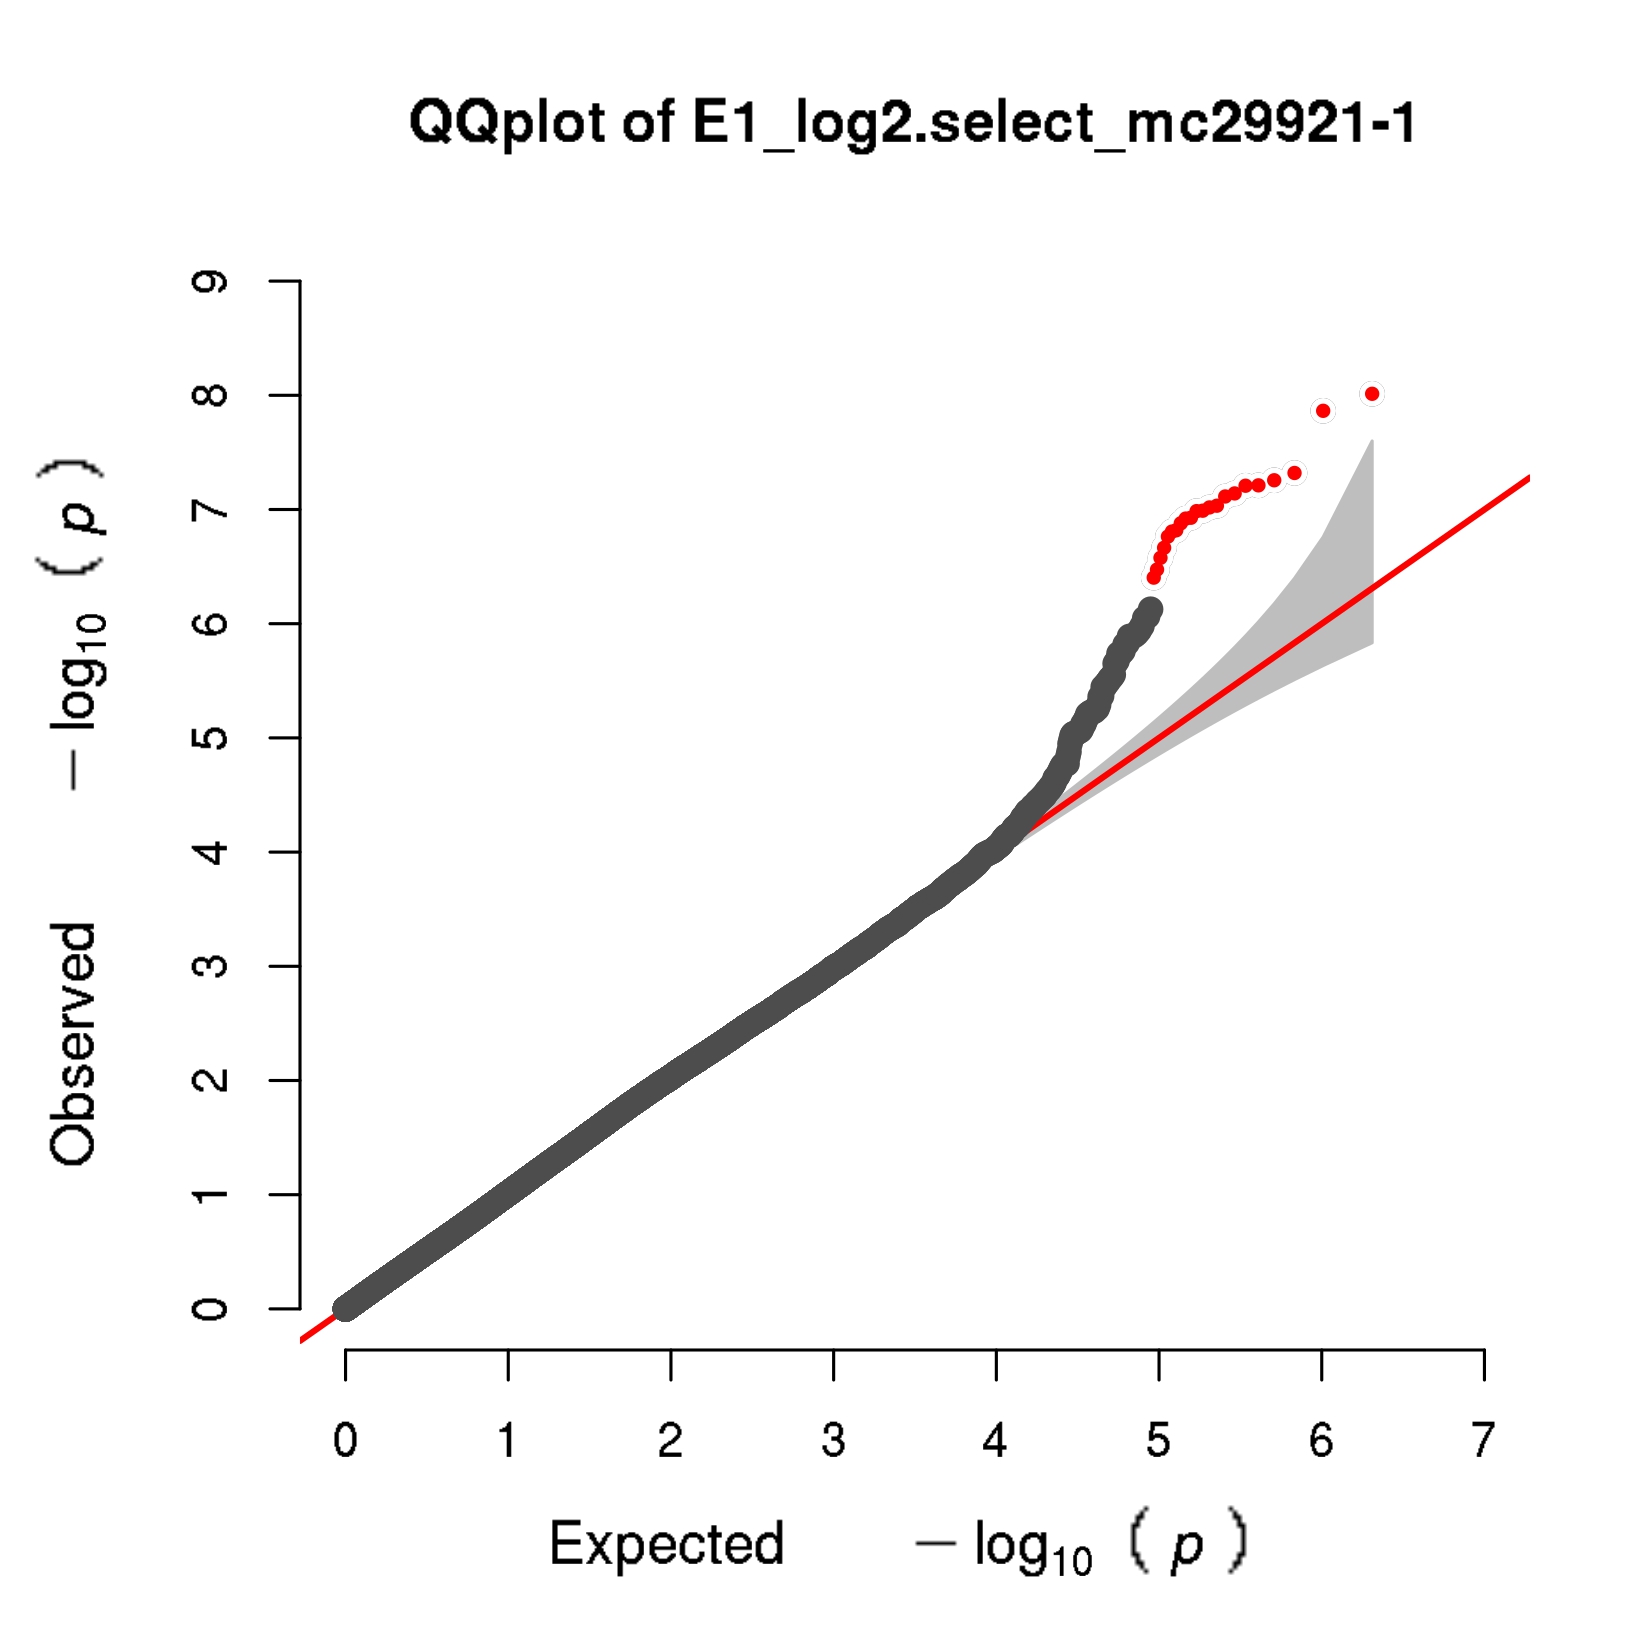 QQplot of E1_log2.select_mc29921-1
9
8
7
6
5
4
3
2
1
0
Observed −log10 (p)
0 1 2 3 4 5 6 7
Expected −log10 (p)